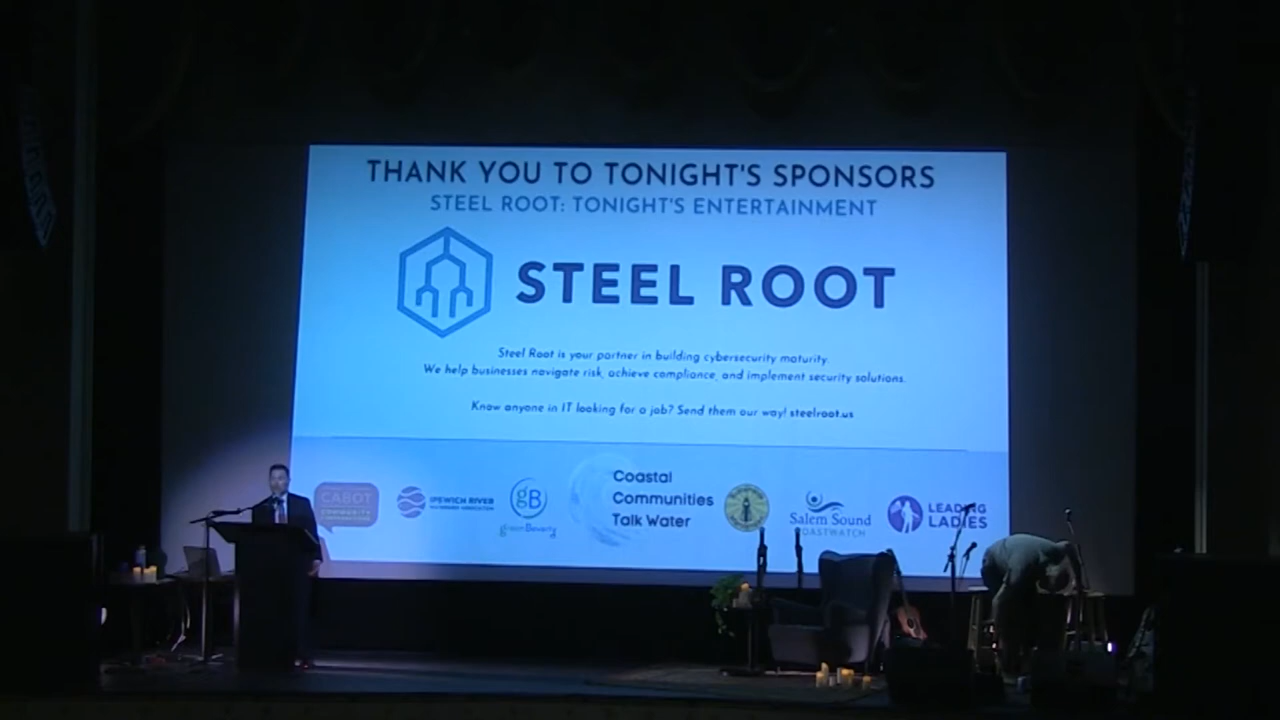 THANK YOU TO TONIGHT'S SPONSORS
STEEL ROOT: TONIGHT'S ENTERTAINMENT
STEEL ROOT
Steel Root is your partner in building cybersecurity maturity.
We help businesses navigate risk, achieve compliance, and implement security solutions.
Know anyone in IT looking for a job? Send them our way! steelroot.us
CABOT
IPSWICH RIVER
WATERSHED ASSOCIATION
gB
greenBeverly
Coastal
Communities
Talk Water
Salem Sound
COASTWATCH
LEADING
LADIES